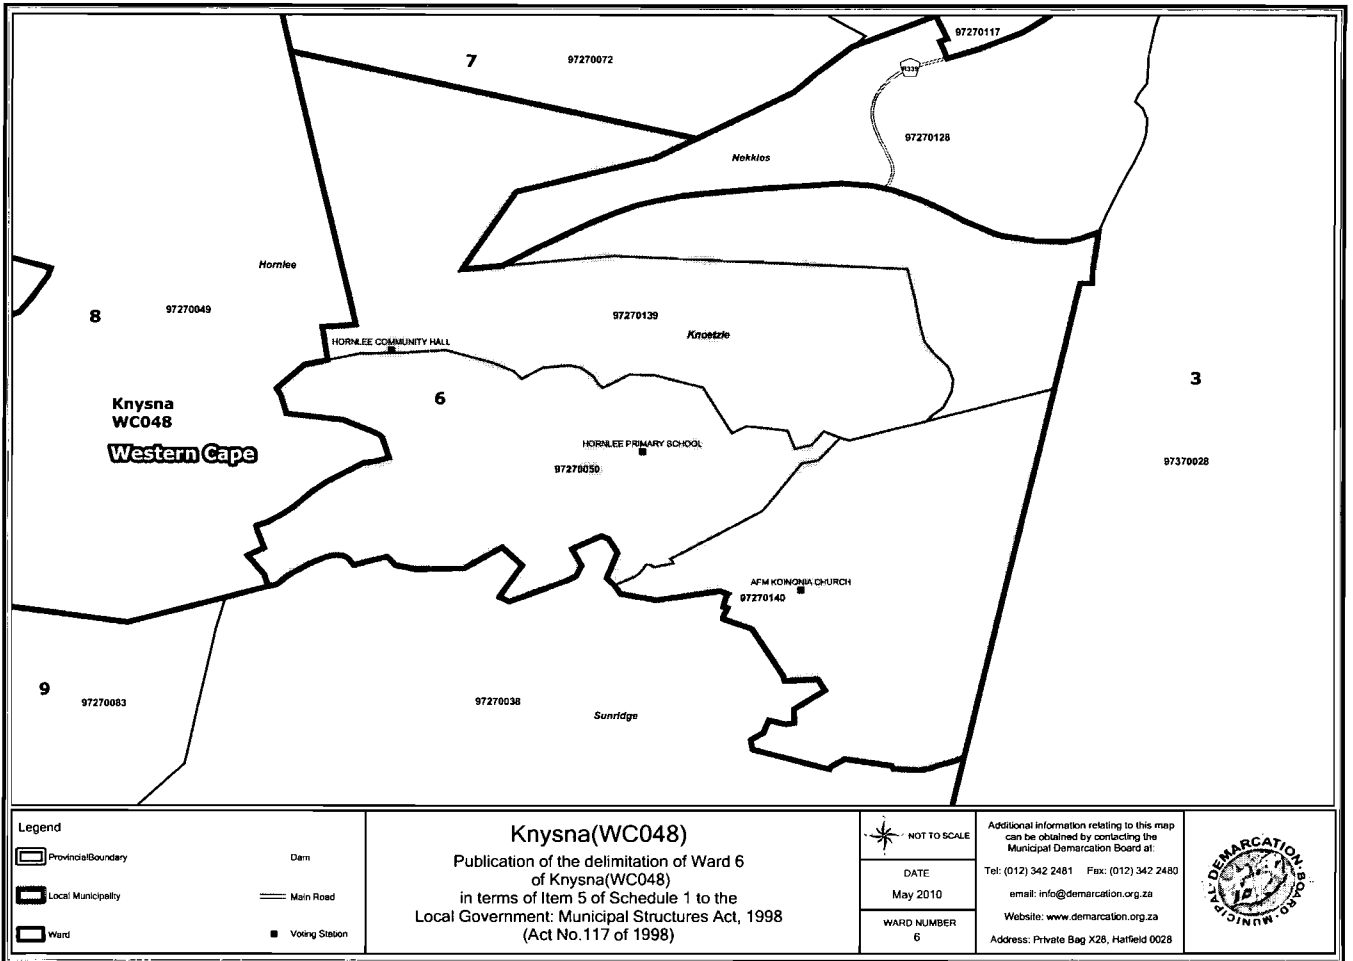 97270117
7
97270072
R339
97270128
Nekkies
Hornlee
8
97270049
97270139
Knoetzie
HORNLEE COMMUNITY HALL
3
6
Knysna
WC048
Western Cape
HORNLEE PRIMARY SCHOOL
97270050
97370028
AFM KOINONIA CHURCH
97270140
9
97270083
97270038
Sunridge
Legend
ProvincialBoundary
Dam
Local Municipality
Main Road
Ward
Voting Station
Knysna(WC048)
Publication of the delimitation of Ward 6
of Knysna(WC048)
in terms of Item 5 of Schedule 1 to the
Local Government: Municipal Structures Act, 1998
(Act No.117 of 1998)
NOT TO SCALE
DATE
May 2010
WARD NUMBER
6
Additional information relating to this map
can be obtained by contacting the
Municipal Demarcation Board at:
Tel: (012) 342 2481 Fax: (012) 342 2480
email: info@demarcation.org.za
Website: www.demarcation.org.za
Address: Private Bag X28, Hatfield 0028
MUNICIPAL DEMARCATION BOARD